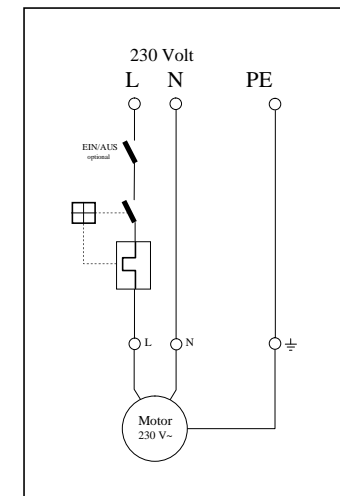 230 Volt
L N PE
EIN/AUS
optional
L N
Motor
230 V~